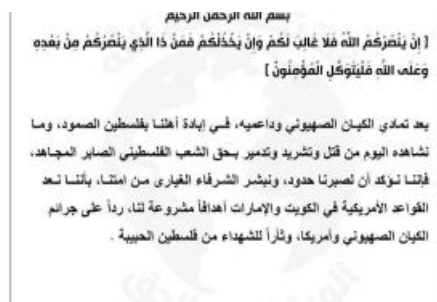 بسم الله الرحمن الرحيم
[ إِنْ يَنْصُرْكُمُ اللَّهُ فَلَا غَالِبَ لَكُمْ وَإِنْ يَخْذُلْكُمْ فَمَنْ ذَا الَّذِي يَنْصُرُكُمْ مِنْ بَعْدِهِ
وَعَلَى اللَّهِ فَلْيَتَوَكَّلِ الْمُؤْمِنُونَ ]
بعد تمادي الكيان الصهيوني وداعميه، في إبادة أهلنا بفلسطين الصمود، وما
نشاهده اليوم من قتل وتشريد وتدمير بحق الشعب الفلسطيني الصابر المجاهد،
فإننا نؤكد أن لصبرنا حدود، ونبشر الشرفاء الغيارى من امتنا، بأننا نعد
القواعد الأمريكية في الكويت والإمارات أهدافاً مشروعة لنا، رداً على جرائم
الكيان الصهيوني وأمريكا، وثأراً للشهداء من فلسطين الحبيبة .